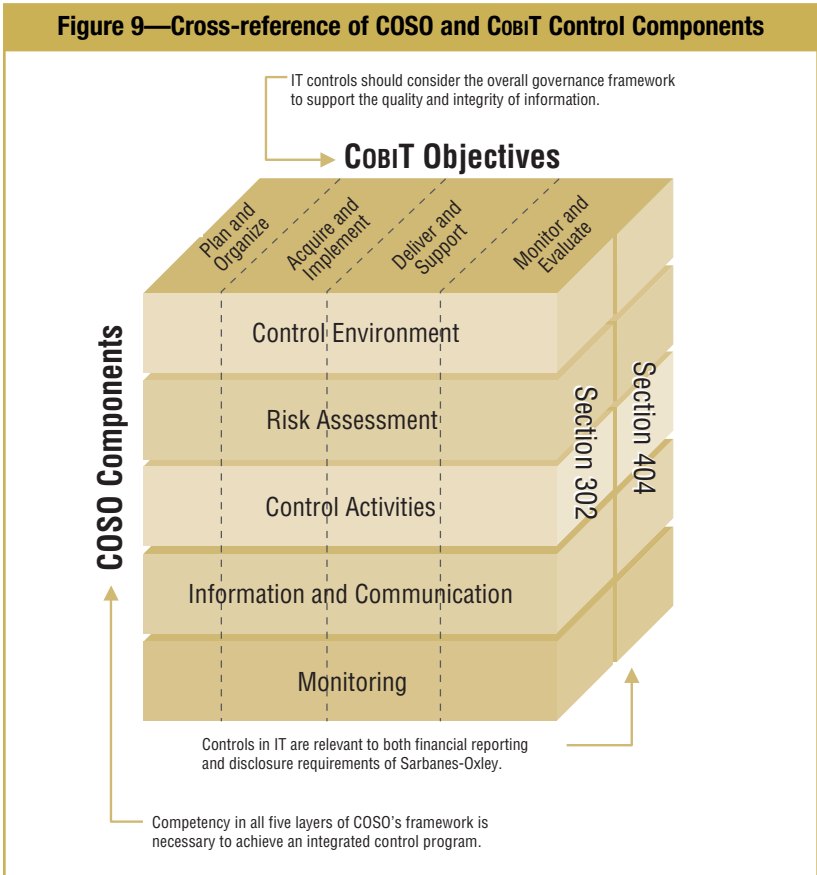 Figure 9—Cross-reference of COSO and COBIT Control Components
IT controls should consider the overall governance framework
to support the quality and integrity of information.
COBIT Objectives
Plan and
Organize
Acquire and
Implement
Deliver and
Support
Monitor and
Evaluate
COSO Components
Control Environment
Risk Assessment
Control Activities
Information and Communication
Monitoring
Section 302
Section 404
Controls in IT are relevant to both financial reporting
and disclosure requirements of Sarbanes-Oxley.
Competency in all five layers of COSO’s framework is
necessary to achieve an integrated control program.